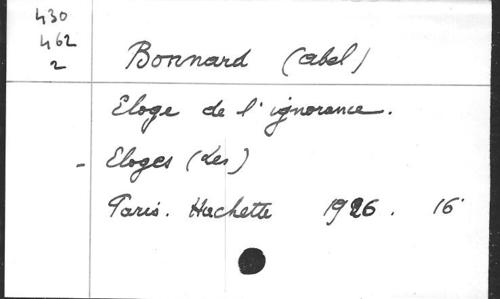 430
462
2
Bonnard (abel)
Eloge de l'ignorance.
- Eloges (Les)
Paris. Hachette 1926. 16°